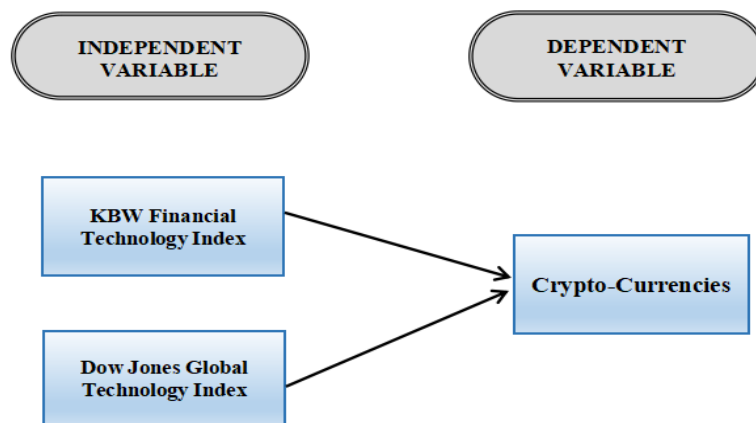 INDEPENDENT
VARIABLE
DEPENDENT
VARIABLE
KBW Financial
Technology Index
Crypto-Currencies
Dow Jones Global
Technology Index